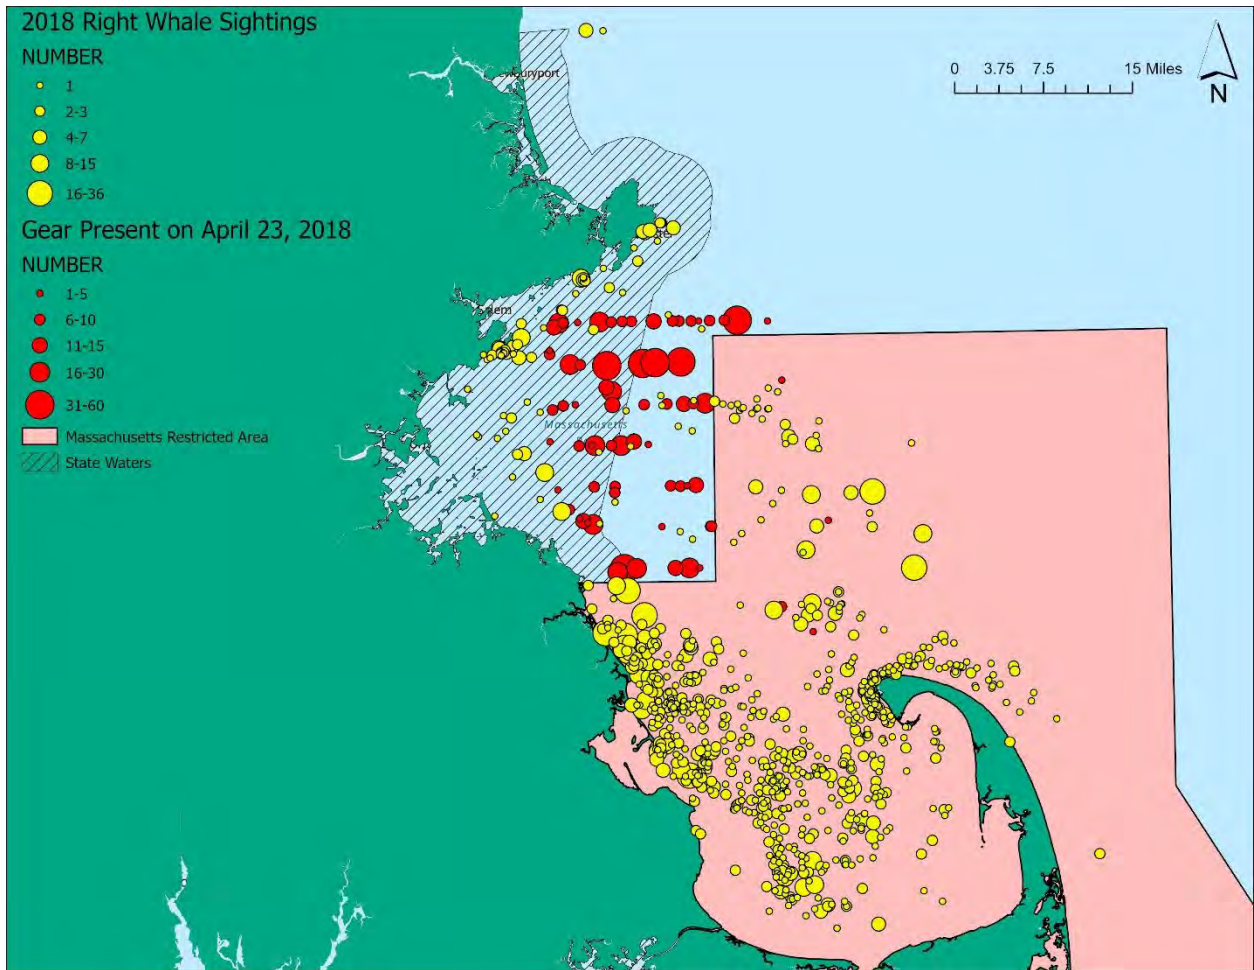 2018 Right Whale Sightings
NUMBER
1
2-3
4-7
8-15
16-36
Gear Present on April 23, 2018
NUMBER
1-5
6-10
11-15
16-30
31-60
Massachusetts Restricted Area
State Waters
0 3.75 7.5 15 Miles
N
Massachusetts